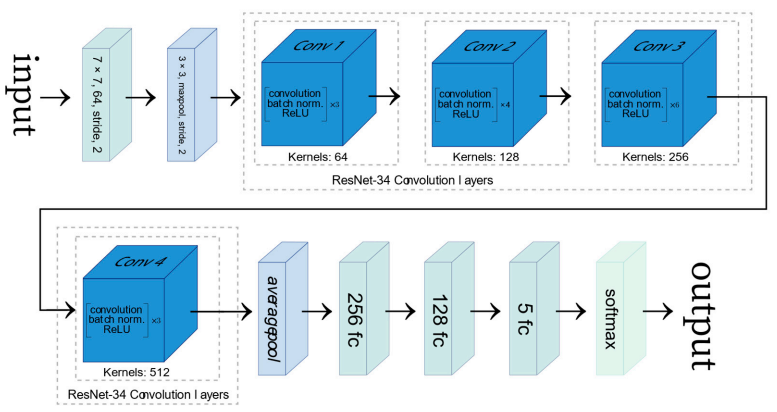 input
7 × 7, 64, stride, 2
3 × 3, maxpool, stride, 2
Conv 1
convolution
batch norm.
ReLU
×3
Kernels: 64
Conv 2
convolution
batch norm.
ReLU
×4
Kernels: 128
Conv 3
convolution
batch norm.
ReLU
×6
Kernels: 256
ResNet-34 Convolution Layers
Conv 4
convolution
batch norm.
ReLU
×3
Kernels: 512
ResNet-34 Convolution Layers
averagepool
256 fc
128 fc
5 fc
softmax
output